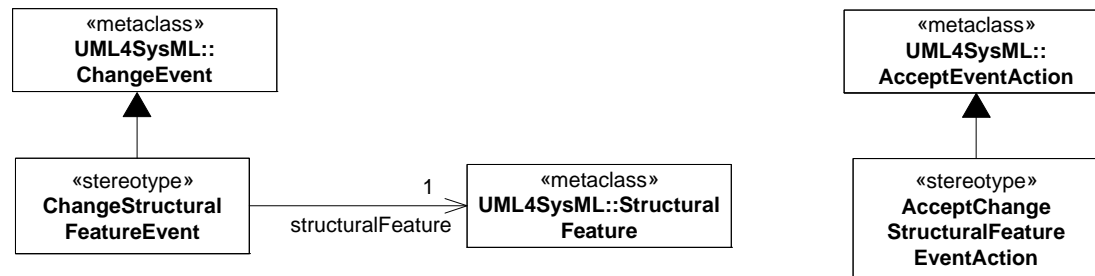 «metaclass»
UML4SysML::
ChangeEvent
«metaclass»
UML4SysML::
AcceptEventAction
«stereotype»
ChangeStructural
FeatureEvent
1
structuralFeature
«metaclass»
UML4SysML::Structural
Feature
«stereotype»
AcceptChange
StructuralFeature
EventAction